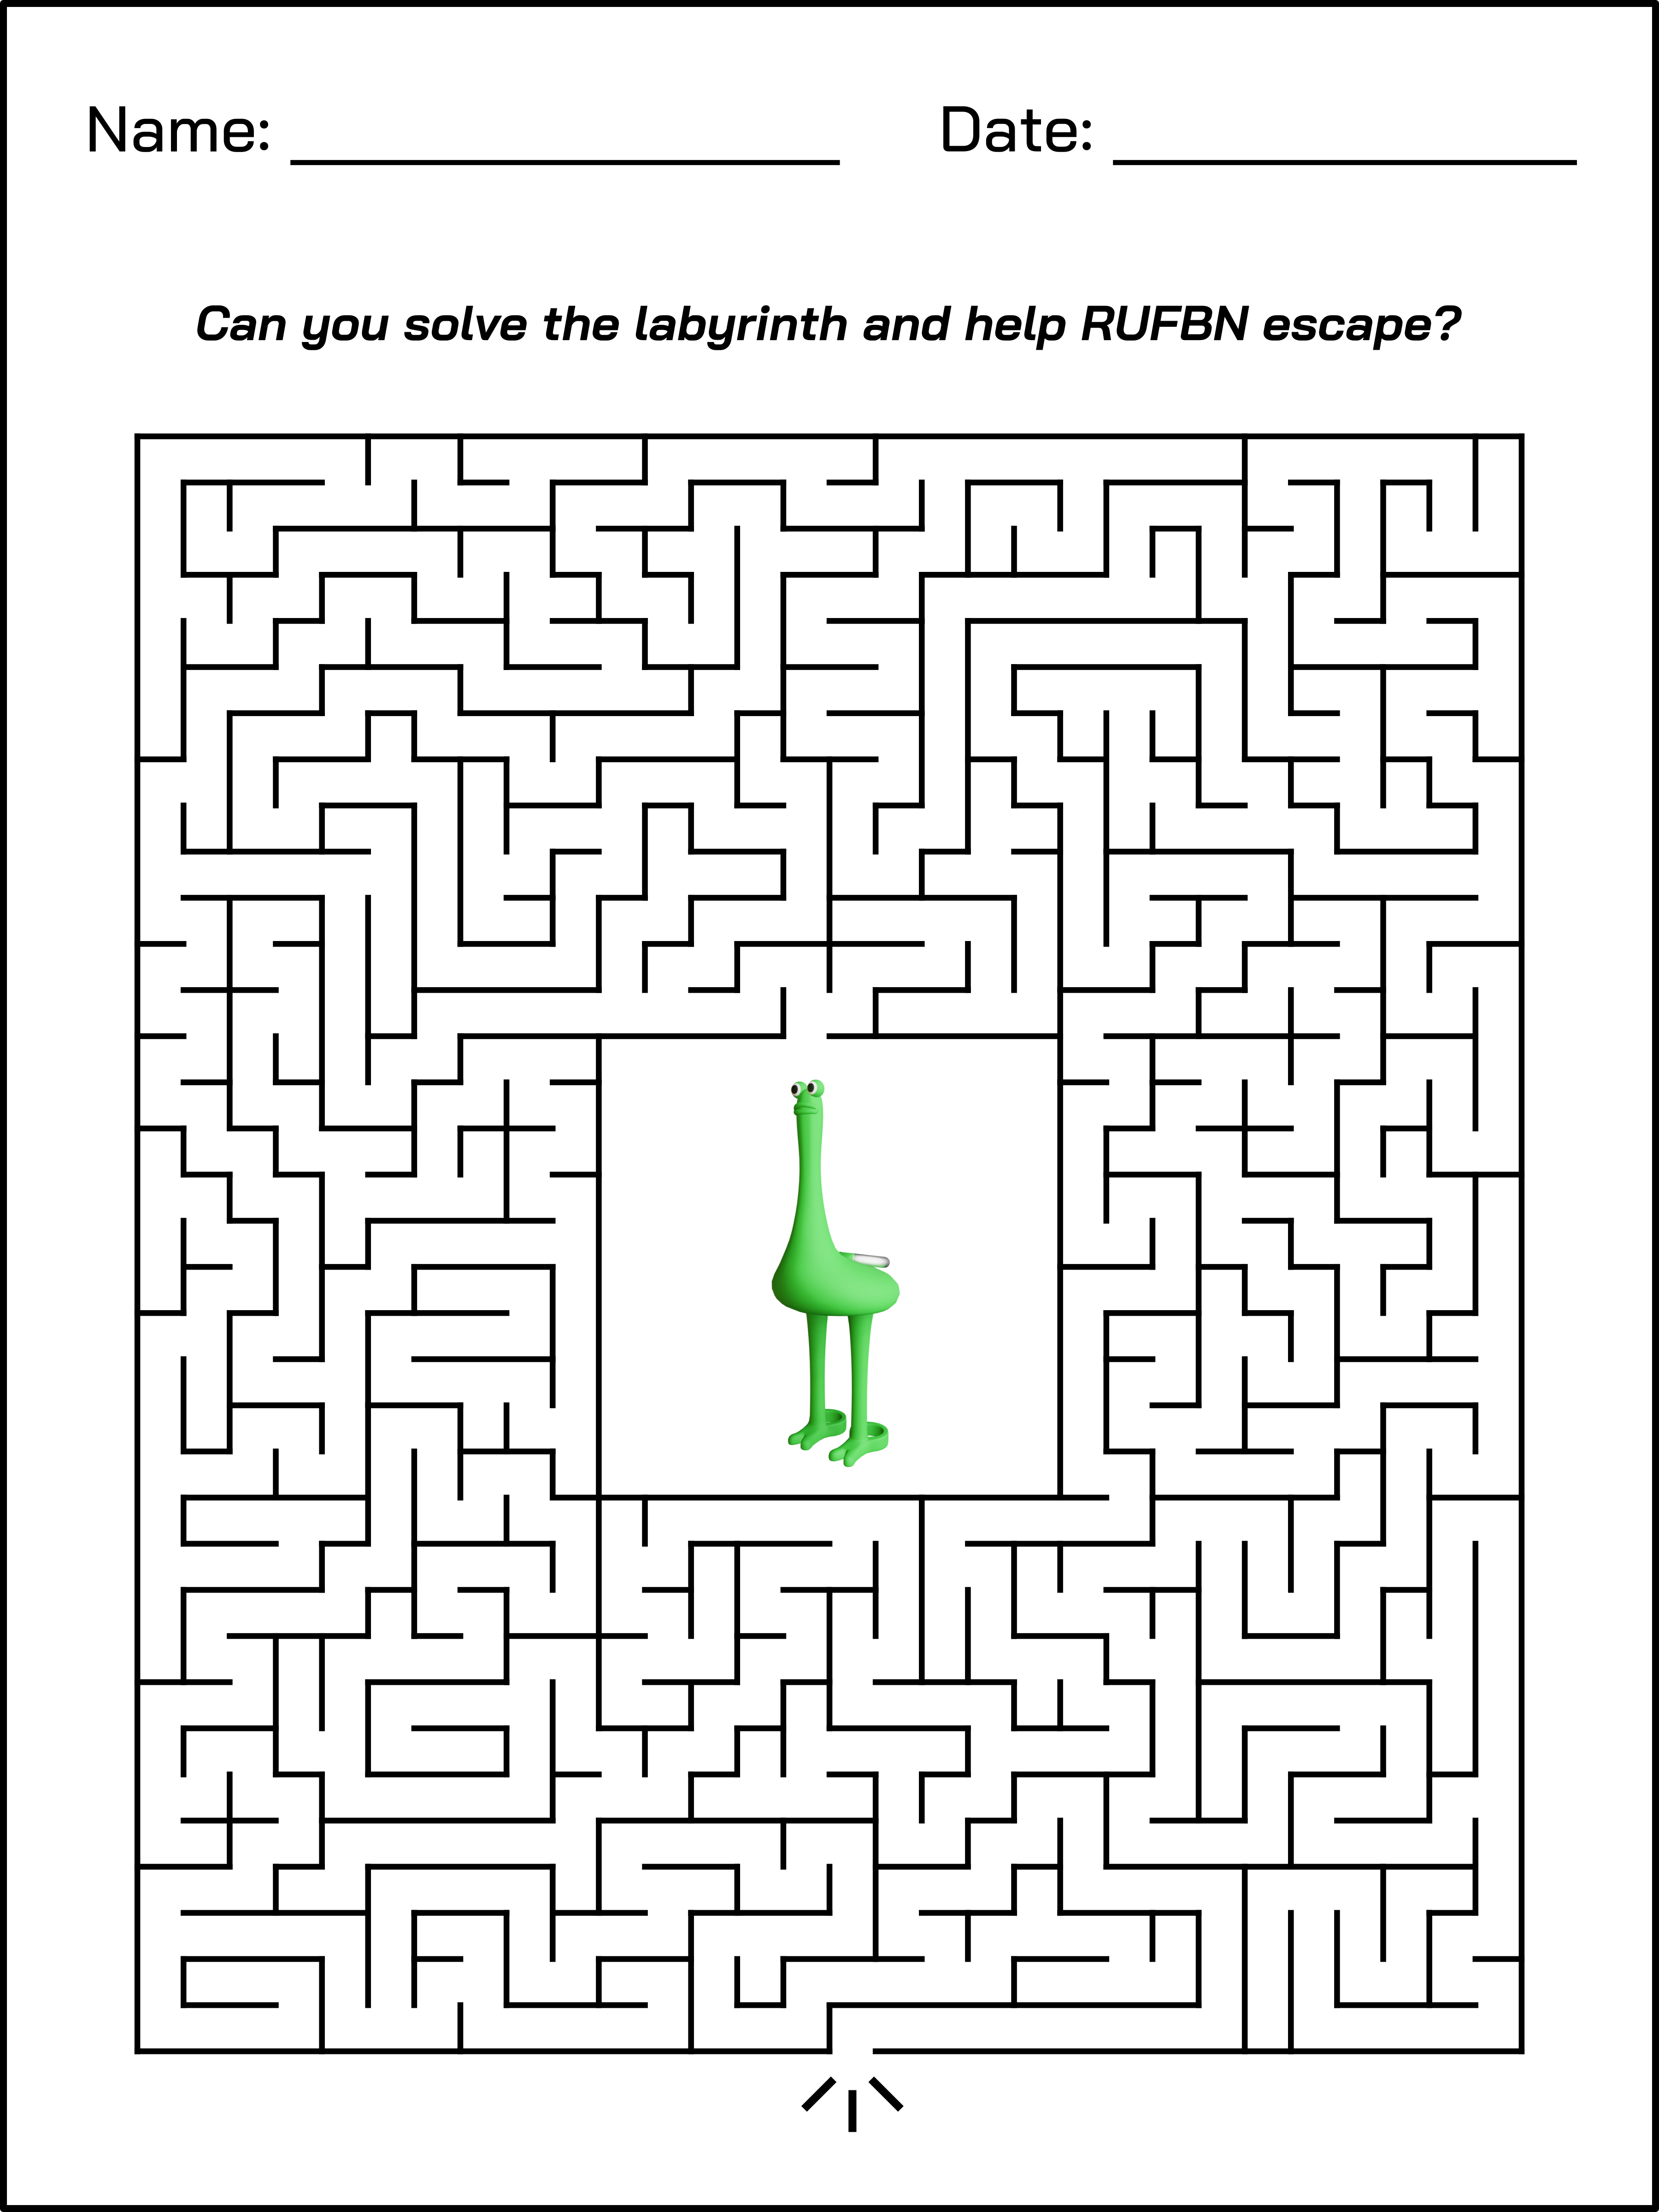 Name: Date:
Can you solve the labyrinth and help RUFBN escape?